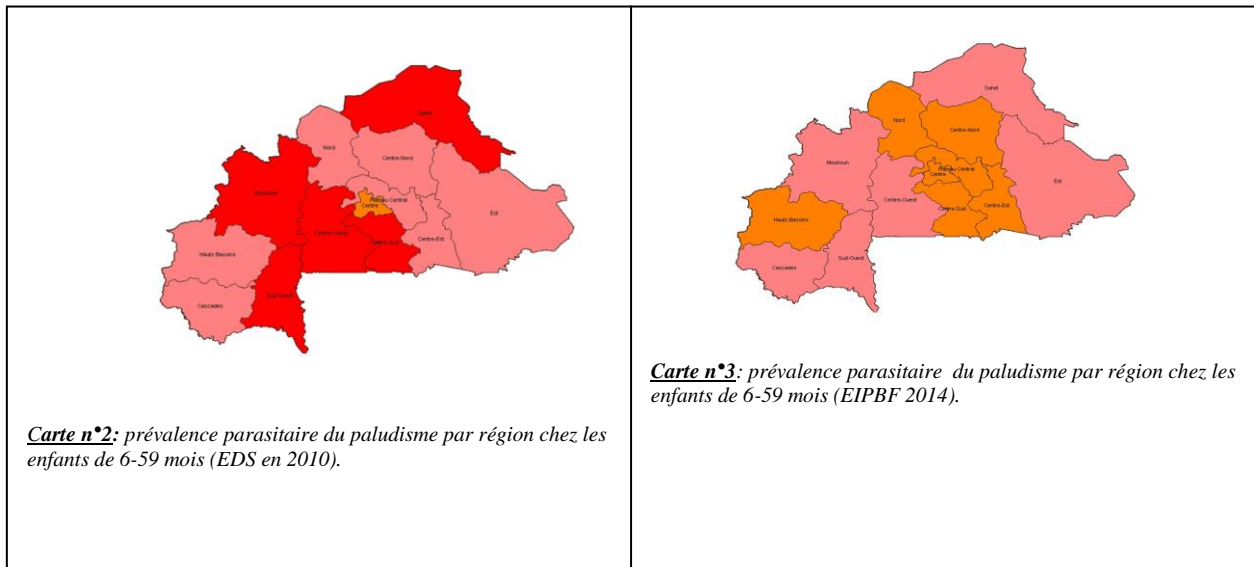 Sahel
Nord
Centre-Nord
Mouhoun
Plateau Central
Centre
Est
Centre-Ouest
Centre-Sud
Centre-Est
Hauts Bassins
Sud-Ouest
Cascades
Carte n°2: prévalence parasitaire du paludisme par région chez les
enfants de 6-59 mois (EDS en 2010).
Sahel
Nord
Centre-Nord
Mouhoun
Plateau Central
Centre
Est
Centre-Ouest
Centre-Sud
Centre-Est
Hauts Bassins
Sud-Ouest
Cascades
Carte n°3: prévalence parasitaire du paludisme par région chez les
enfants de 6-59 mois (EIPBF 2014).